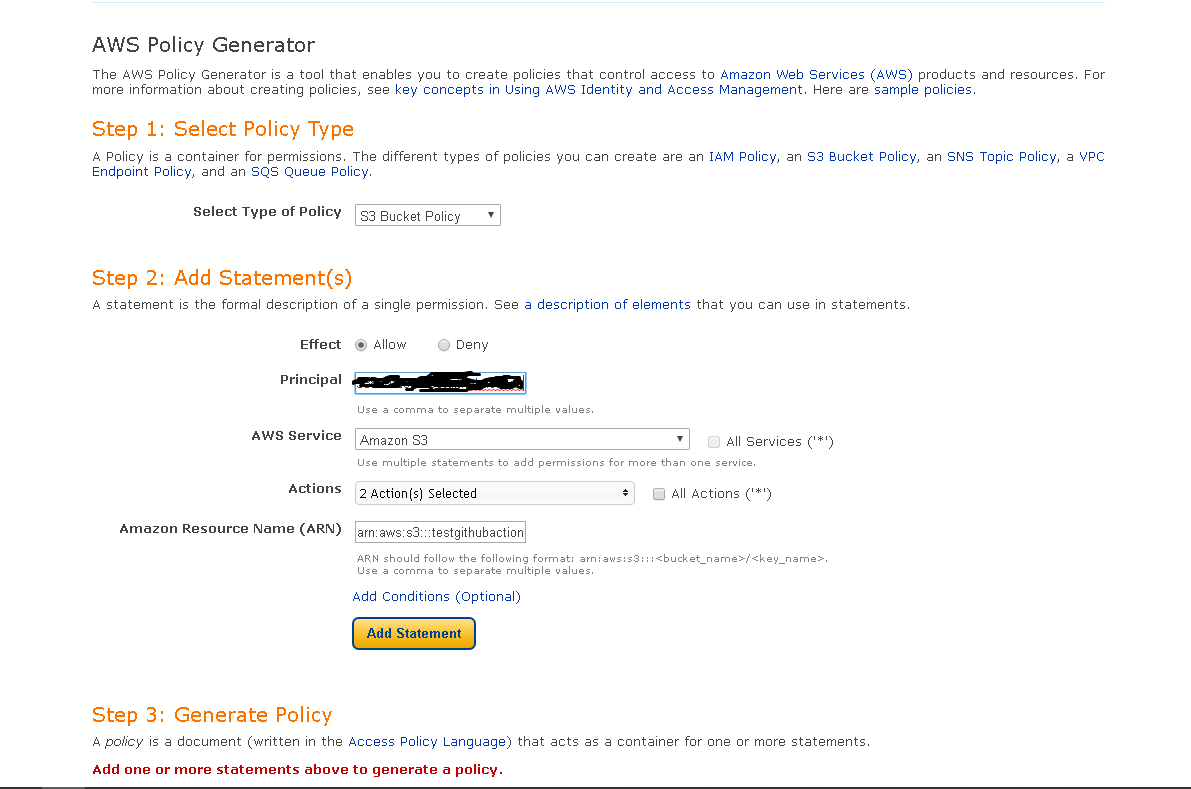 AWS Policy Generator
The AWS Policy Generator is a tool that enables you to create policies that control access to Amazon Web Services (AWS) products and resources. For
more information about creating policies, see key concepts in Using AWS Identity and Access Management. Here are sample policies.
Step 1: Select Policy Type
A Policy is a container for permissions. The different types of policies you can create are an IAM Policy, an S3 Bucket Policy, an SNS Topic Policy, a VPC
Endpoint Policy, and an SQS Queue Policy.
Select Type of Policy S3 Bucket Policy
Step 2: Add Statement(s)
A statement is the formal description of a single permission. See a description of elements that you can use in statements.
Effect Allow Deny
Principal
Use a comma to separate multiple values.
AWS Service Amazon S3 All Services ('*')
Use multiple statements to add permissions for more than one service.
Actions 2 Action(s) Selected All Actions ('*')
Amazon Resource Name (ARN) arn:aws:s3:::testgithubaction
ARN should follow the following format: arn:aws:s3:::<bucket_name>/<key_name>.
Use a comma to separate multiple values.
Add Conditions (Optional)
Add Statement
Step 3: Generate Policy
A policy is a document (written in the Access Policy Language) that acts as a container for one or more statements.
Add one or more statements above to generate a policy.